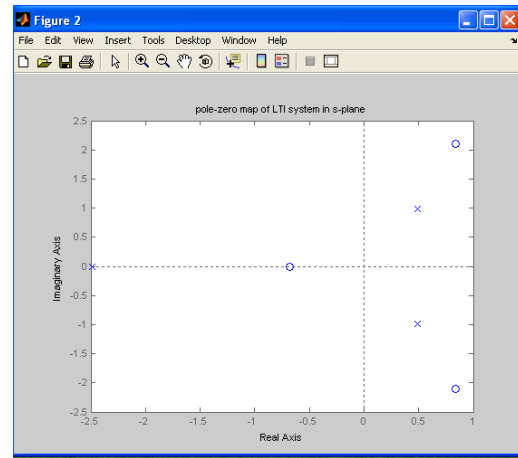 Figure 2
File Edit View Insert Tools Desktop Window Help
pole-zero map of LTI system in s-plane
2.5
2
1.5
1
0.5
0
-0.5
-1
-1.5
-2
-2.5
Imaginary Axis
-2.5 -2 -1.5 -1 -0.5 0 0.5 1
Real Axis